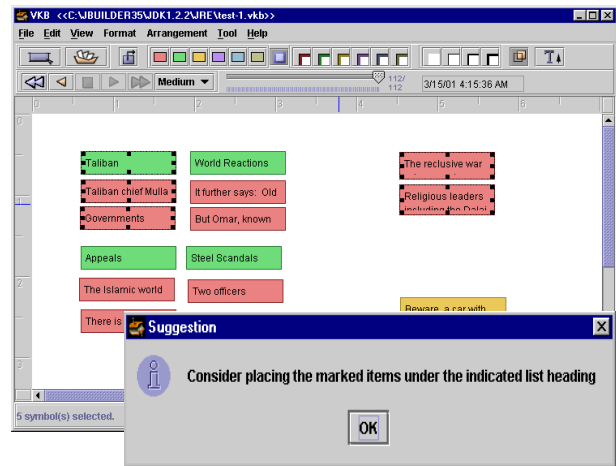 VKB <<C:\JBUILDER35\JDK1.2.2\JRE\test-1.vkb>>
File Edit View Format Arrangement Tool Help
Medium
112/
112
3/15/01 4:15:36 AM
0 1 2 3 4 5 6
0
Taliban World Reactions The reclusive war
Taliban chief Mulla It further says: Old Religious leaders
including the Dalai
1
Governments But Omar, known
Appeals Steel Scandals
2
The Islamic world Two officers
Beware, a car with
There is
Suggestion
3
Consider placing the marked items under the indicated list heading
5 symbol(s) selected.
OK